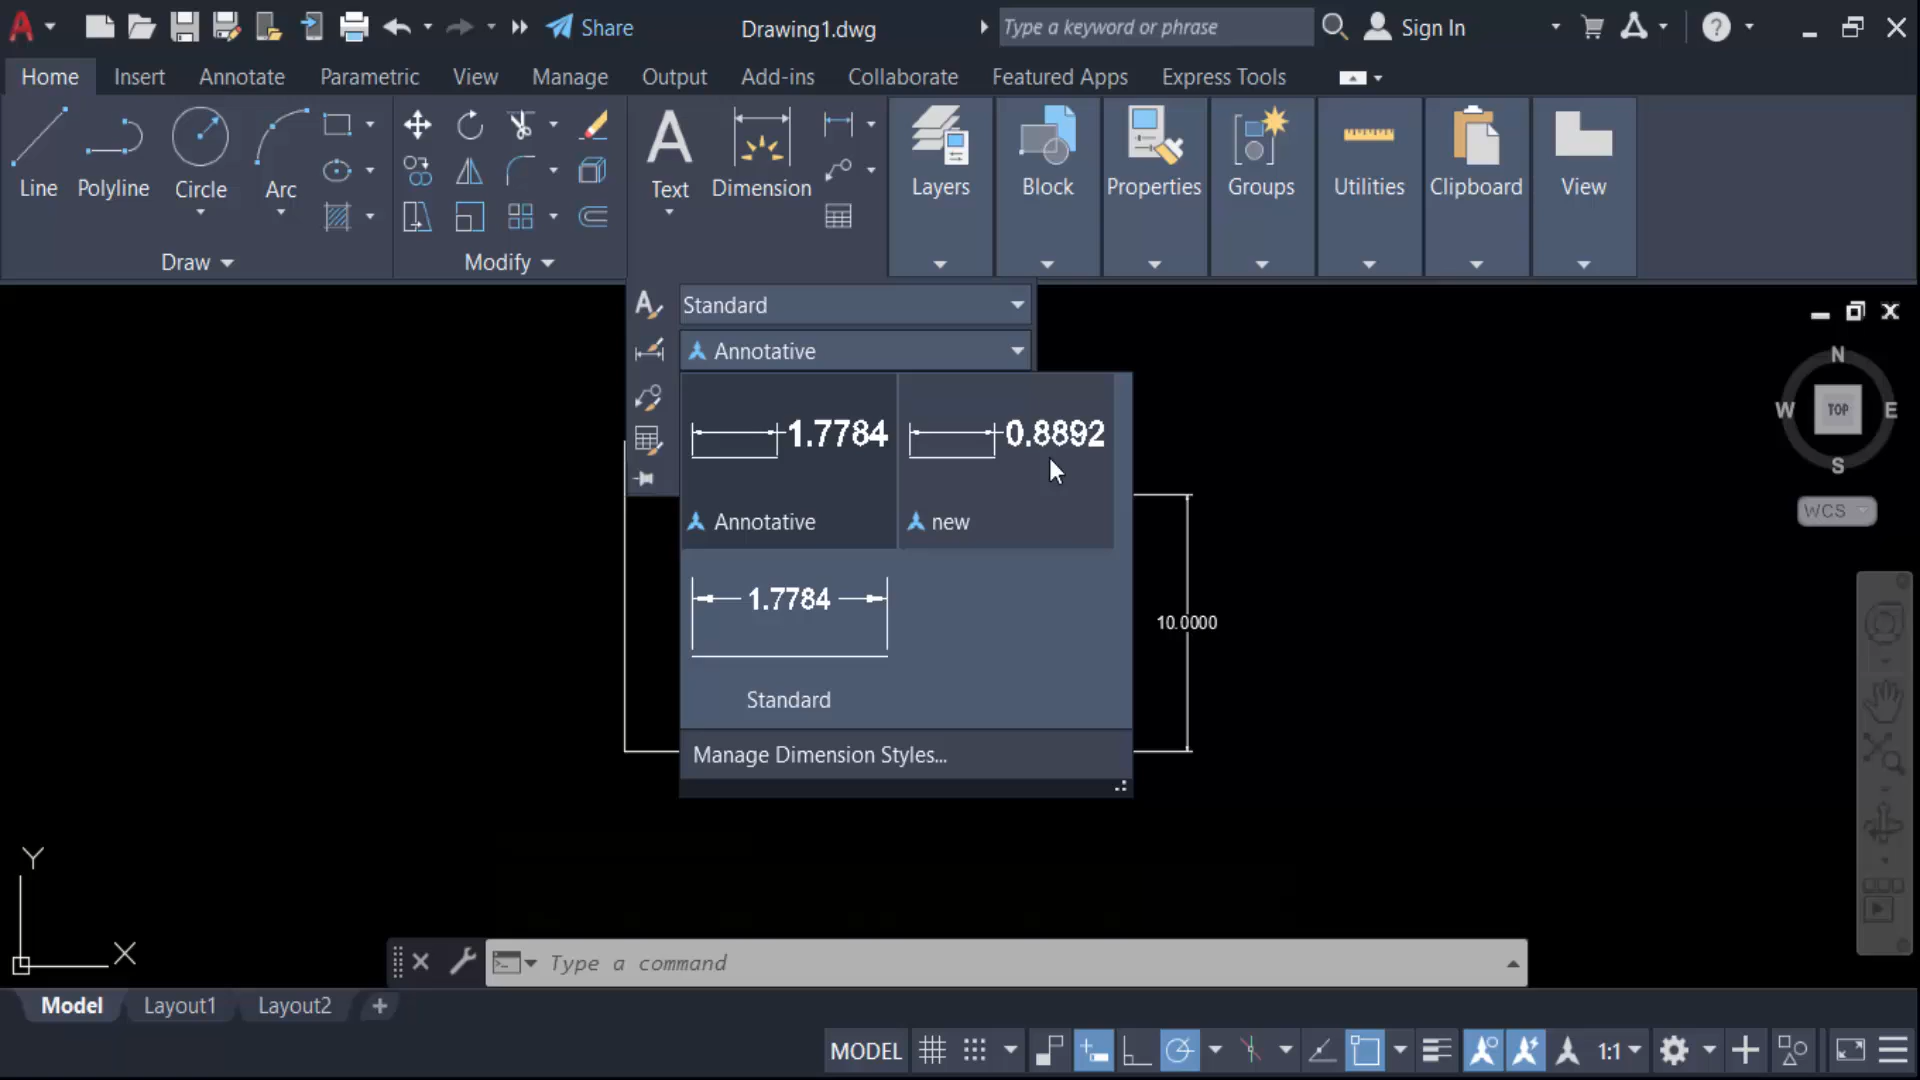 Share
Drawing1.dwg
Type a keyword or phrase
Sign In
Home
Insert
Annotate
Parametric
View
Manage
Output
Add-ins
Collaborate
Featured Apps
Express Tools
Line
Polyline
Circle
Arc
Text
Dimension
Layers
Block
Properties
Groups
Utilities
Clipboard
View
Draw
Modify
Standard
Annotative
1.7784
0.8892
Annotative
new
1.7784
Standard
Manage Dimension Styles...
10.0000
N
W
TOP
E
S
WCS
Y
X
Type a command
Model
Layout1
Layout2
MODEL
1:1